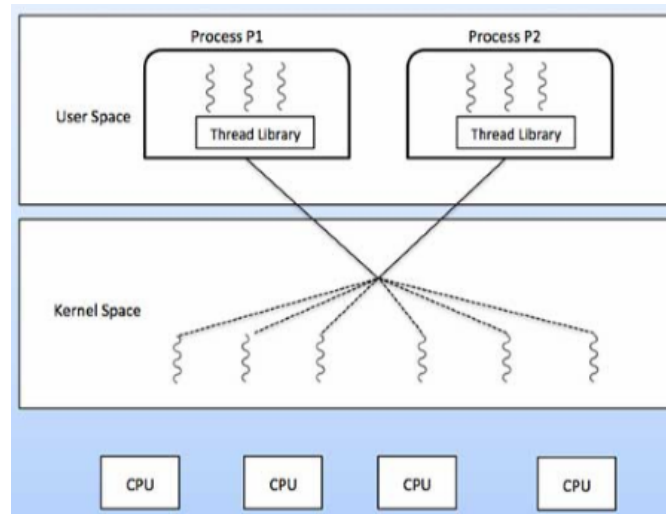 Process P1
Process P2
User Space
Thread Library
Thread Library
Kernel Space
CPU
CPU
CPU
CPU